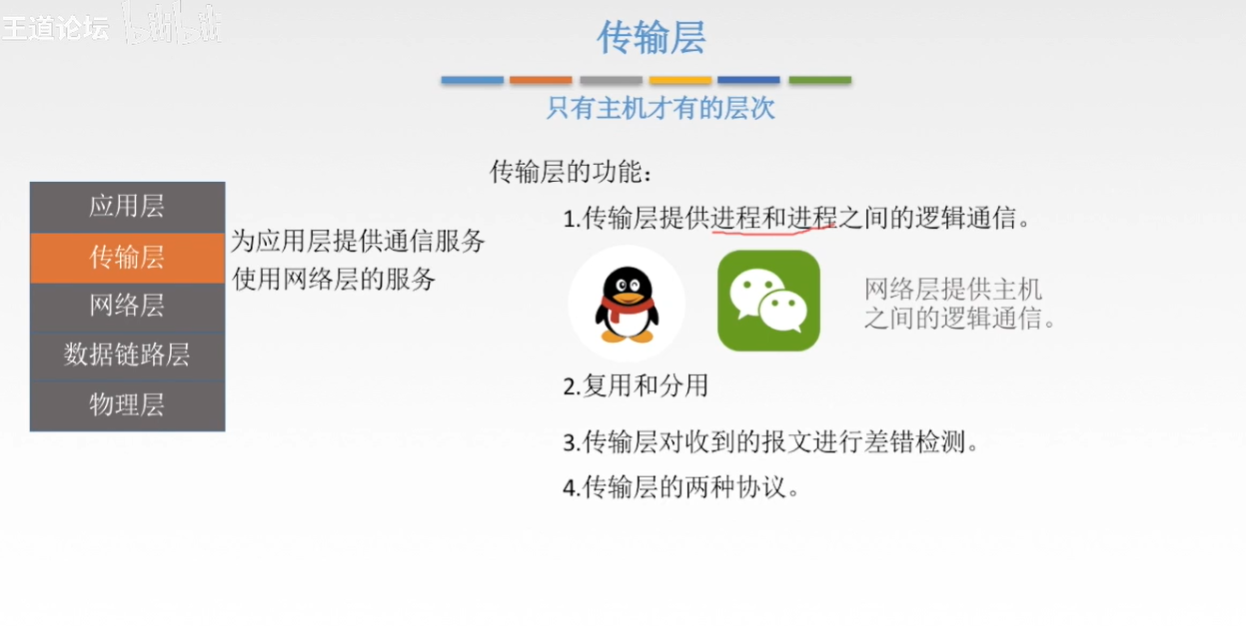 王道论坛 bilibili
传输层
只有主机才有的层次
传输层的功能：
应用层
传输层
网络层
数据链路层
物理层
为应用层提供通信服务
使用网络层的服务
1.传输层提供进程和进程之间的逻辑通信。
网络层提供主机
之间的逻辑通信。
2.复用和分用
3.传输层对收到的报文进行差错检测。
4.传输层的两种协议。